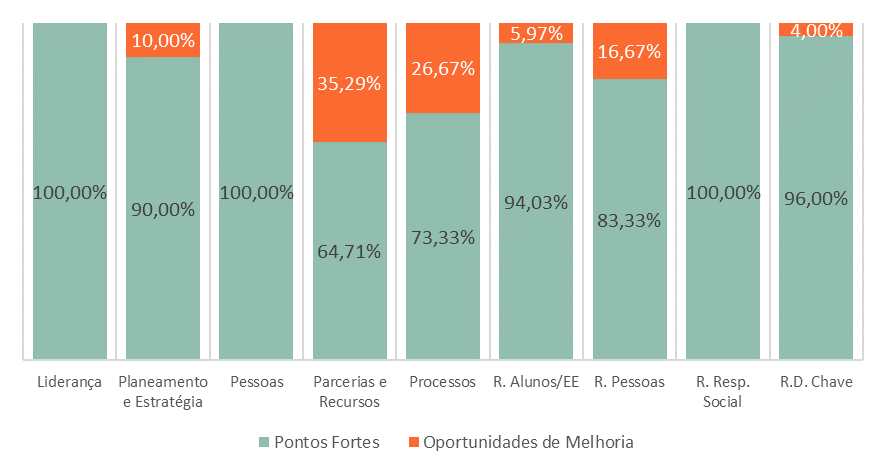 10,00%
5,97%
4,00%
16,67%
26,67%
35,29%
100,00%
90,00%
100,00%
64,71%
73,33%
94,03%
83,33%
100,00%
96,00%
Liderança
Planeamento
e Estratégia
Pessoas
Parcerias e
Recursos
Processos
R. Alunos/EE
R. Pessoas
R. Resp.
Social
R.D. Chave
Pontos Fortes
Oportunidades de Melhoria